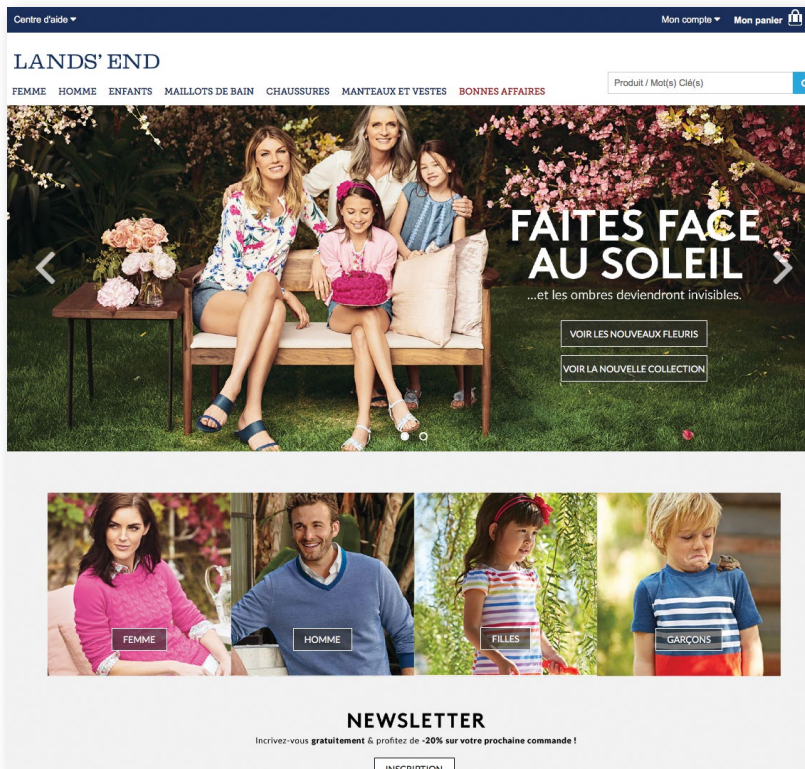 Centre d'aide
Mon compte
Mon panier
LANDS' END
FEMME HOMME ENFANTS MAILLOTS DE BAIN CHAUSSURES MANTEAUX ET VESTES BONNES AFFAIRES
Produit / Mot(s) Clé(s)
FAITES FACE
AU SOLEIL
...et les ombres deviendront invisibles.
VOIR LES NOUVEAUX FLEURIS
VOIR LA NOUVELLE COLLECTION
FEMME
HOMME
FILLES
GARÇONS
NEWSLETTER
Incrivez-vous gratuitement & profitez de -20% sur votre prochaine commande !
INSCRIPTION